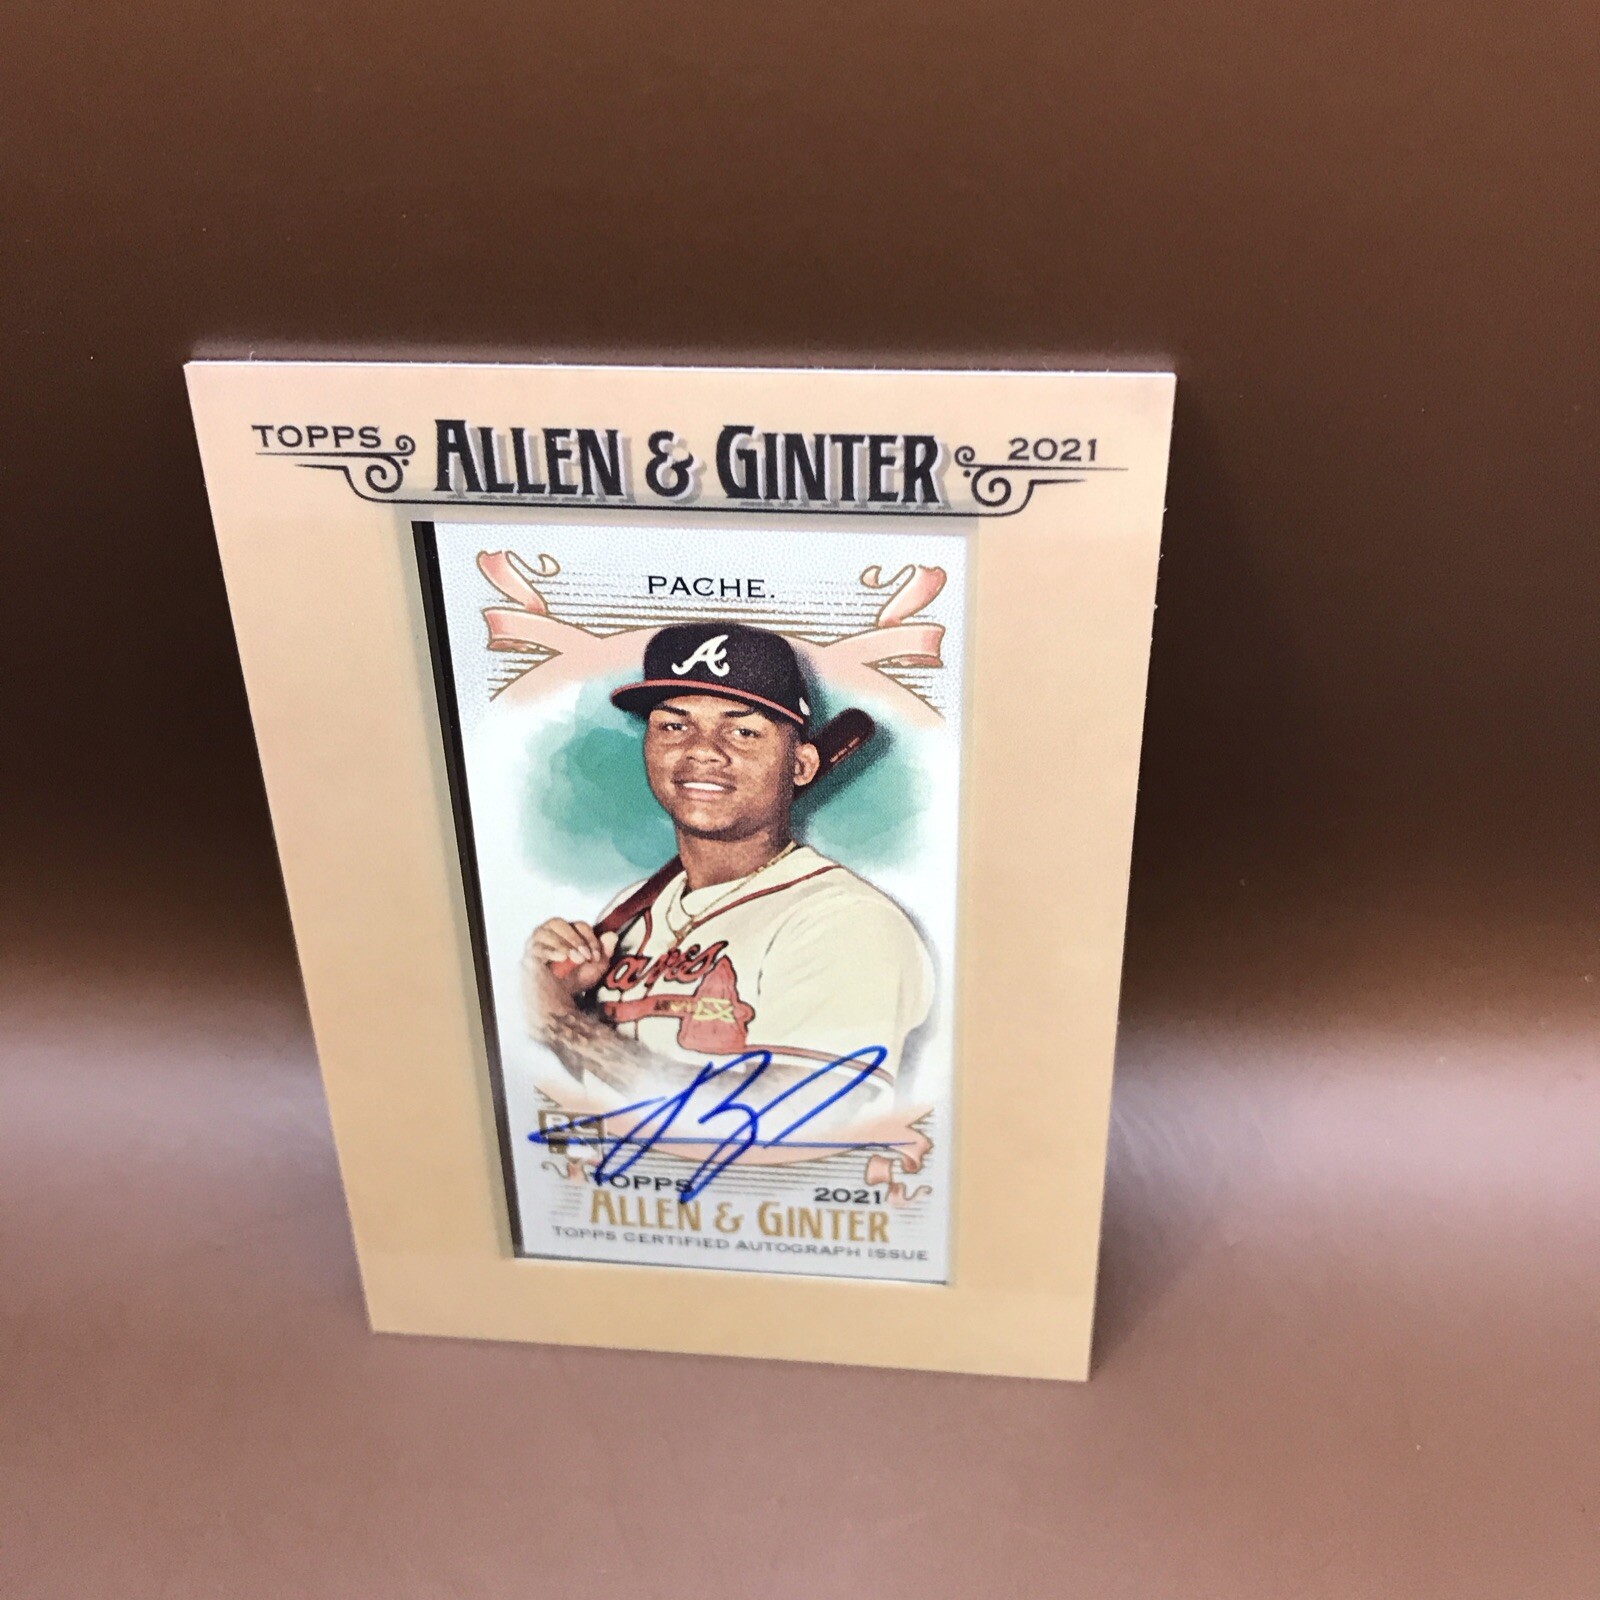 TOPPS ALLEN & GINTER 2021
PACHE.
A
RC
TOPPS 2021
ALLEN & GINTER
TOPPS CERTIFIED AUTOGRAPH ISSUE